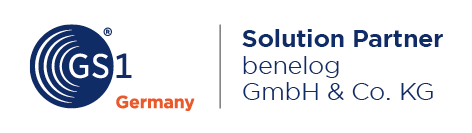 GS1
®
Germany
Solution Partner
benelog
GmbH & Co. KG